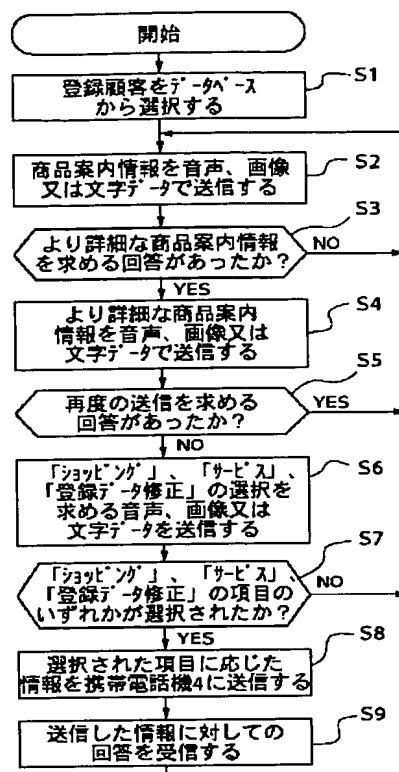 開始
S1
登録顧客をデータベース
から選択する
S2
商品案内情報を音声、画像
又は文字データで送信する
S3
より詳細な商品案内情報
を求める回答があったか?
NO
YES
S4
より詳細な商品案内
情報を音声、画像又は
文字データで送信する
S5
再度の送信を求める
回答があったか?
YES
NO
S6
「ショッピング」、「サービス」、
「登録データ修正」の選択を
求める音声、画像又は
文字データを送信する
S7
「ショッピング」、「サービス」、
「登録データ修正」の項目の
いずれかが選択されたか?
NO
YES
S8
選択された項目に応じた
情報を携帯電話機4に送信する
S9
送信した情報に対しての
回答を受信する